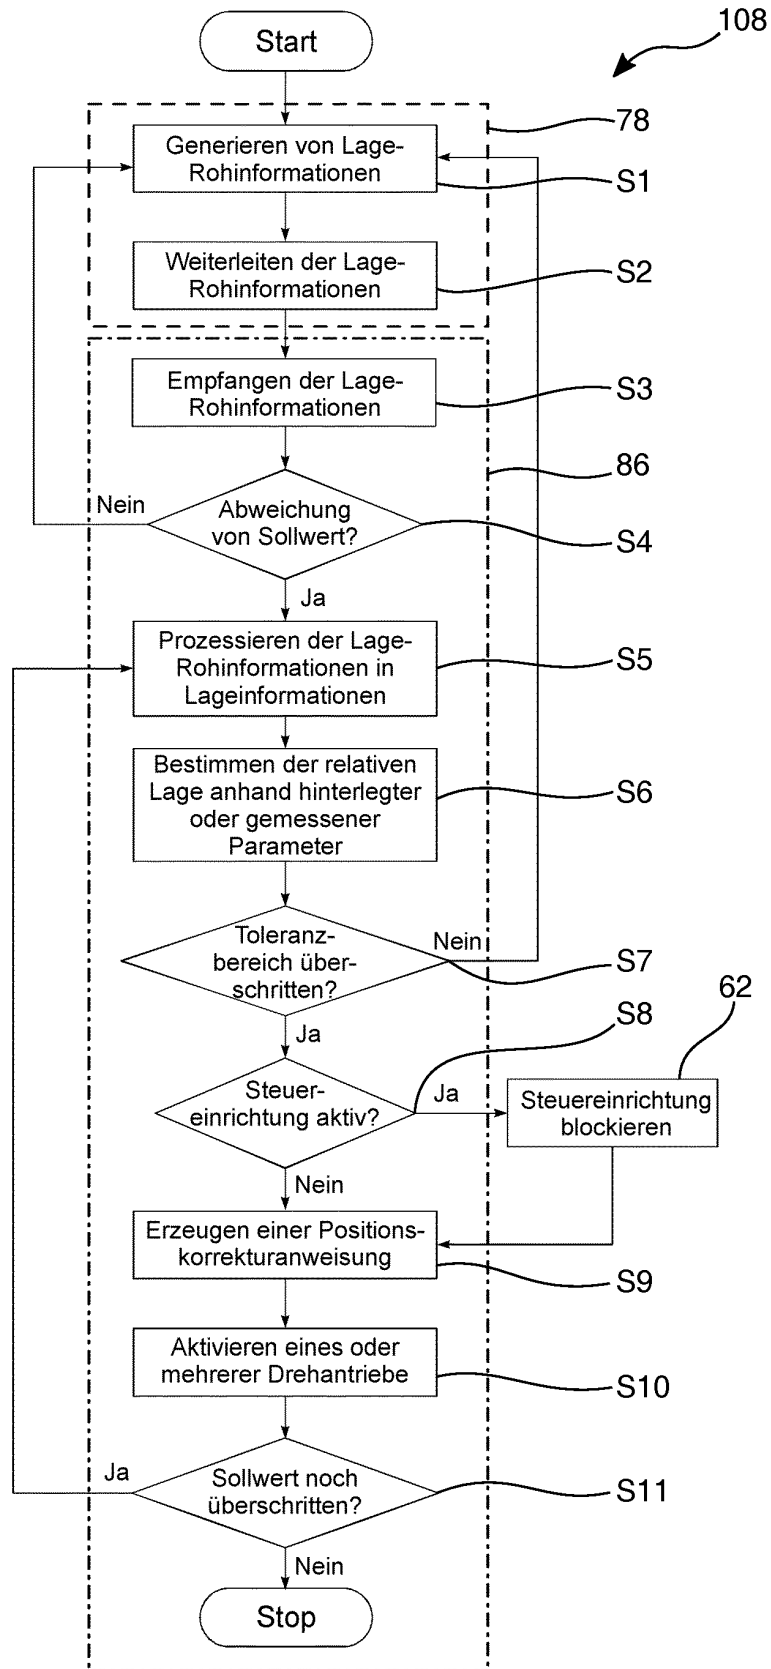 108
Start
78
Generieren von Lage-
Rohinformationen
S1
Weiterleiten der Lage-
Rohinformationen
S2
Empfangen der Lage-
Rohinformationen
S3
86
Nein
Abweichung
von Sollwert?
S4
Ja
Prozessieren der Lage-
Rohinformationen in
Lageinformationen
S5
Bestimmen der relativen
Lage anhand hinterlegter
oder gemessener
Parameter
S6
Toleranz-
bereich über-
schritten?
Nein
S7
Ja
S8
62
Steuer-
einrichtung aktiv?
Ja
Steuereinrichtung
blockieren
Nein
Erzeugen einer Positions-
korrekturanweisung
S9
Aktivieren eines oder
mehrerer Drehantriebe
S10
Ja
Sollwert noch
überschritten?
S11
Nein
Stop